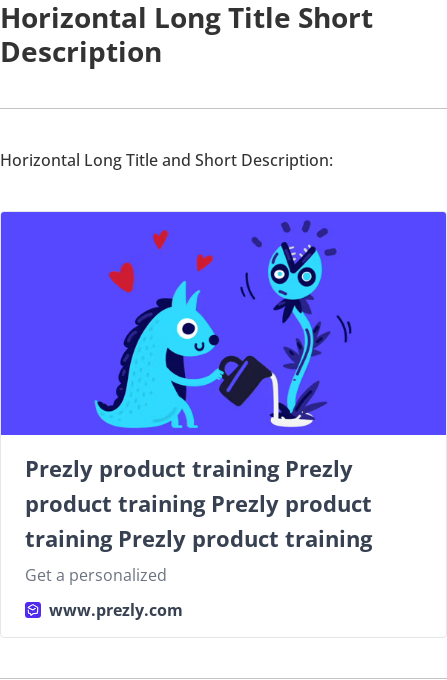 Horizontal Long Title Short
Description
Horizontal Long Title and Short Description:
Prezly product training Prezly
product training Prezly product
training Prezly product training
Get a personalized
www.prezly.com